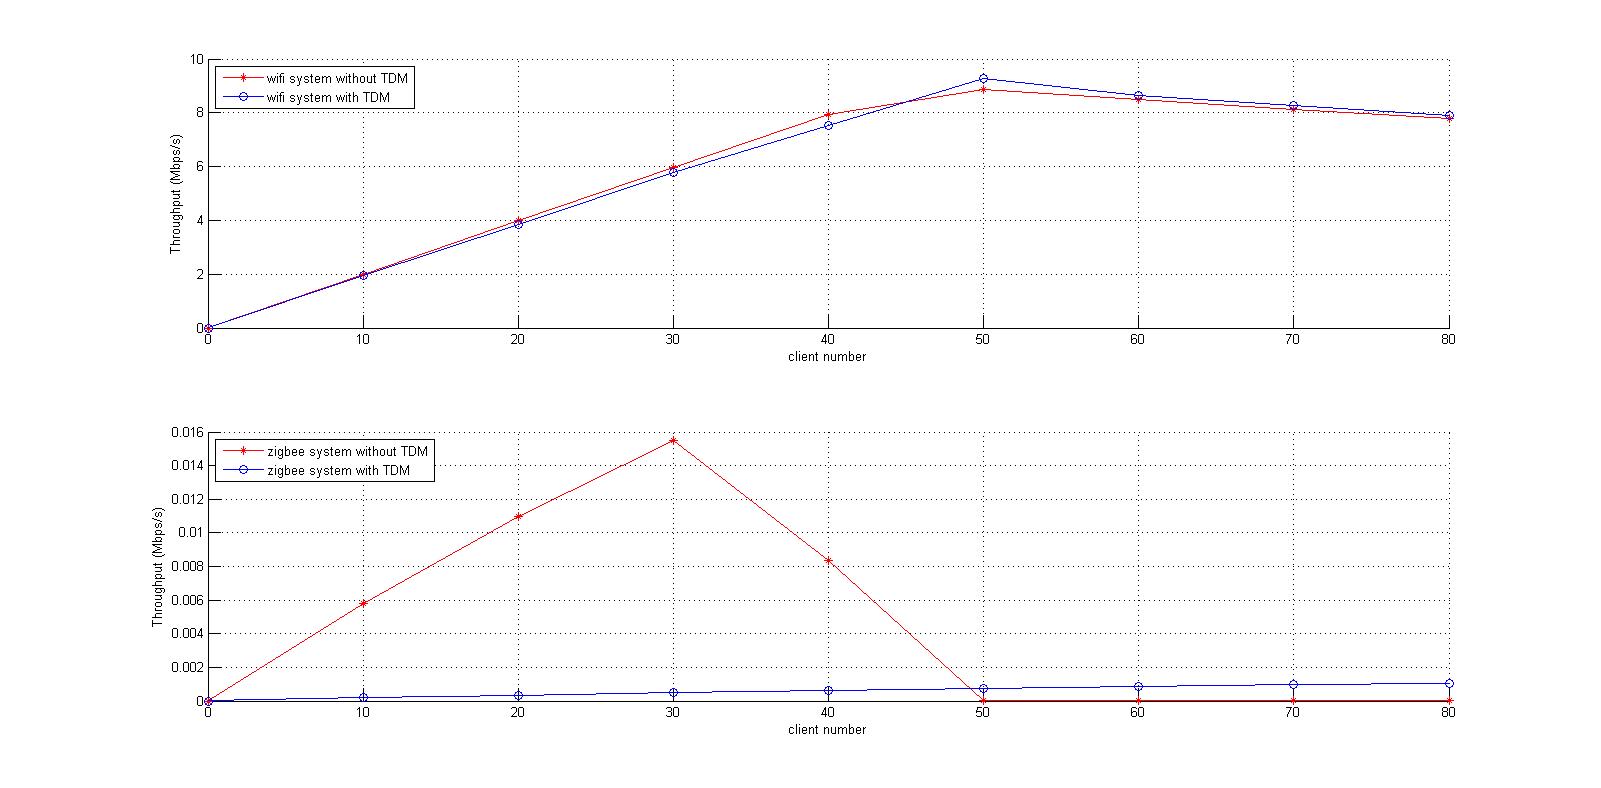 10
8
6
4
2
0
Throughput (Mbps/s)
wifi system without TDM
wifi system with TDM
0 10 20 30 40 50 60 70 80
client number
0.016
0.014
0.012
0.01
0.008
0.006
0.004
0.002
0
Throughput (Mbps/s)
zigbee system without TDM
zigbee system with TDM
0 10 20 30 40 50 60 70 80
client number